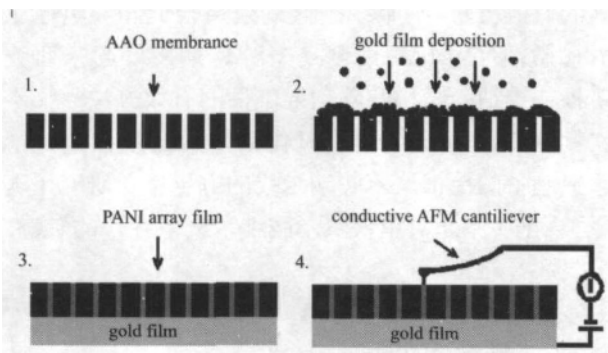 AAO membrance
gold film deposition
1.
2.
PANI array film
conductive AFM cantiliever
3.
4.
gold film
gold film